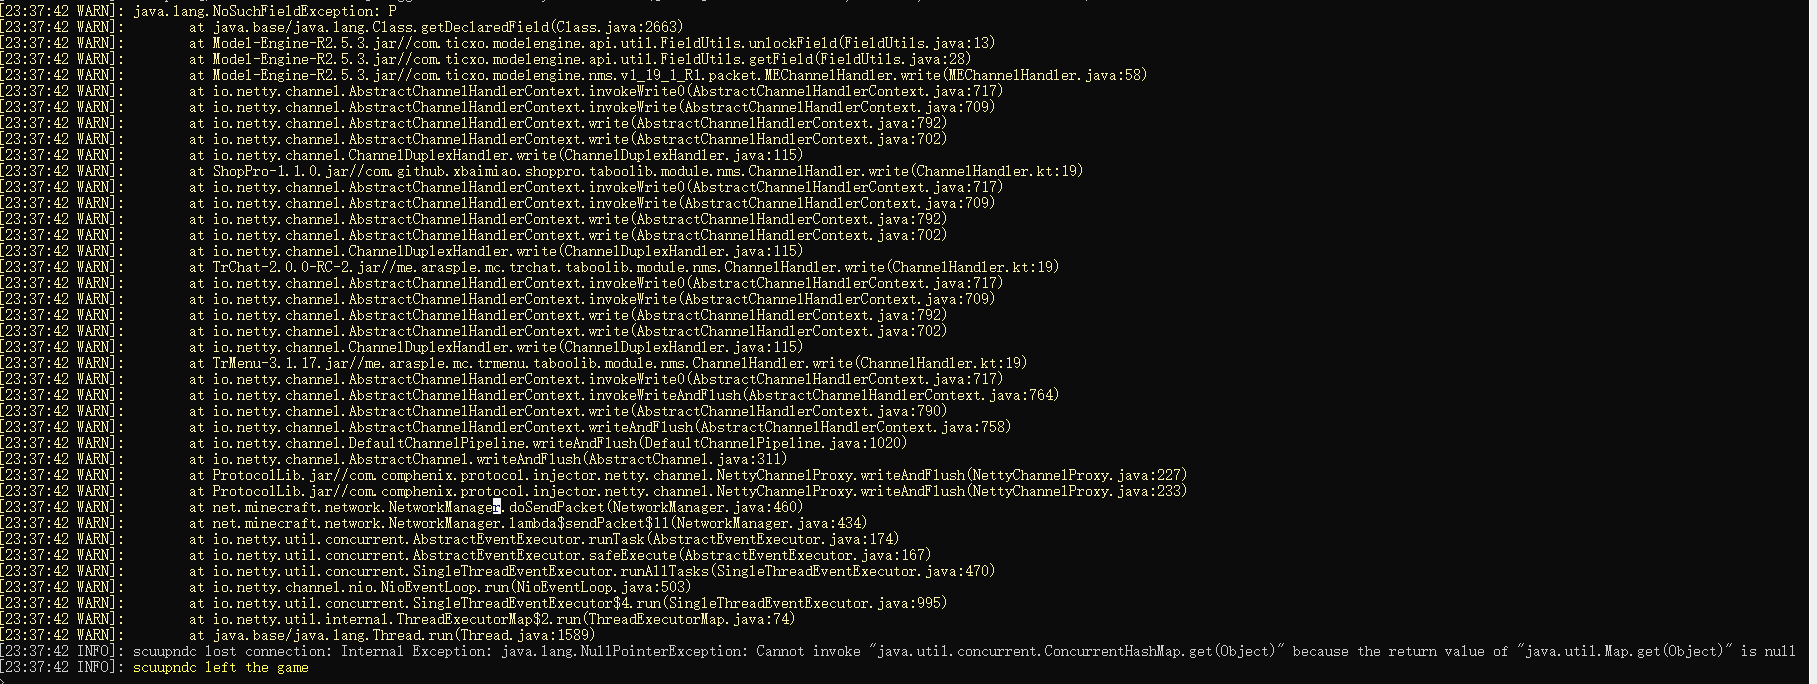 [23:37:42 WARN]: java.lang.NoSuchFieldException: P
[23:37:42 WARN]: at java.base/java.lang.Class.getDeclaredField(Class.java:2663)
[23:37:42 WARN]: at Model-Engine-R2.5.3.jar//com.ticxo.modelengine.api.util.FieldUtils.unlockField(FieldUtils.java:13)
[23:37:42 WARN]: at Model-Engine-R2.5.3.jar//com.ticxo.modelengine.api.util.FieldUtils.getField(FieldUtils.java:28)
[23:37:42 WARN]: at Model-Engine-R2.5.3.jar//com.ticxo.modelengine.nms.v1_19_1_R1.packet.MEChannelHandler.write(MEChannelHandler.java:58)
[23:37:42 WARN]: at io.netty.channel.AbstractChannelHandlerContext.invokeWrite0(AbstractChannelHandlerContext.java:717)
[23:37:42 WARN]: at io.netty.channel.AbstractChannelHandlerContext.invokeWrite(AbstractChannelHandlerContext.java:709)
[23:37:42 WARN]: at io.netty.channel.AbstractChannelHandlerContext.write(AbstractChannelHandlerContext.java:792)
[23:37:42 WARN]: at io.netty.channel.AbstractChannelHandlerContext.write(AbstractChannelHandlerContext.java:702)
[23:37:42 WARN]: at io.netty.channel.ChannelDuplexHandler.write(ChannelDuplexHandler.java:115)
[23:37:42 WARN]: at ShopPro-1.1.0.jar//com.github.xbaimiao.shoppro.taboolib.module.nms.ChannelHandler.write(ChannelHandler.kt:19)
[23:37:42 WARN]: at io.netty.channel.AbstractChannelHandlerContext.invokeWrite0(AbstractChannelHandlerContext.java:717)
[23:37:42 WARN]: at io.netty.channel.AbstractChannelHandlerContext.invokeWrite(AbstractChannelHandlerContext.java:709)
[23:37:42 WARN]: at io.netty.channel.AbstractChannelHandlerContext.write(AbstractChannelHandlerContext.java:792)
[23:37:42 WARN]: at io.netty.channel.AbstractChannelHandlerContext.write(AbstractChannelHandlerContext.java:702)
[23:37:42 WARN]: at io.netty.channel.ChannelDuplexHandler.write(ChannelDuplexHandler.java:115)
[23:37:42 WARN]: at TrChat-2.0.0-RC-2.jar//me.arasple.mc.trchat.taboolib.module.nms.ChannelHandler.write(ChannelHandler.kt:19)
[23:37:42 WARN]: at io.netty.channel.AbstractChannelHandlerContext.invokeWrite0(AbstractChannelHandlerContext.java:717)
[23:37:42 WARN]: at io.netty.channel.AbstractChannelHandlerContext.invokeWrite(AbstractChannelHandlerContext.java:709)
[23:37:42 WARN]: at io.netty.channel.AbstractChannelHandlerContext.write(AbstractChannelHandlerContext.java:792)
[23:37:42 WARN]: at io.netty.channel.AbstractChannelHandlerContext.write(AbstractChannelHandlerContext.java:702)
[23:37:42 WARN]: at io.netty.channel.ChannelDuplexHandler.write(ChannelDuplexHandler.java:115)
[23:37:42 WARN]: at TrMenu-3.1.17.jar//me.arasple.mc.trmenu.taboolib.module.nms.ChannelHandler.write(ChannelHandler.kt:19)
[23:37:42 WARN]: at io.netty.channel.AbstractChannelHandlerContext.invokeWrite0(AbstractChannelHandlerContext.java:717)
[23:37:42 WARN]: at io.netty.channel.AbstractChannelHandlerContext.invokeWriteAndFlush(AbstractChannelHandlerContext.java:764)
[23:37:42 WARN]: at io.netty.channel.AbstractChannelHandlerContext.write(AbstractChannelHandlerContext.java:790)
[23:37:42 WARN]: at io.netty.channel.AbstractChannelHandlerContext.writeAndFlush(AbstractChannelHandlerContext.java:758)
[23:37:42 WARN]: at io.netty.channel.DefaultChannelPipeline.writeAndFlush(DefaultChannelPipeline.java:1020)
[23:37:42 WARN]: at io.netty.channel.AbstractChannel.writeAndFlush(AbstractChannel.java:311)
[23:37:42 WARN]: at ProtocolLib.jar//com.comphenix.protocol.injector.netty.channel.NettyChannelProxy.writeAndFlush(NettyChannelProxy.java:227)
[23:37:42 WARN]: at ProtocolLib.jar//com.comphenix.protocol.injector.netty.channel.NettyChannelProxy.writeAndFlush(NettyChannelProxy.java:233)
[23:37:42 WARN]: at net.minecraft.network.NetworkManager.doSendPacket(NetworkManager.java:460)
[23:37:42 WARN]: at net.minecraft.network.NetworkManager.lambda$sendPacket$11(NetworkManager.java:434)
[23:37:42 WARN]: at io.netty.util.concurrent.AbstractEventExecutor.runTask(AbstractEventExecutor.java:174)
[23:37:42 WARN]: at io.netty.util.concurrent.AbstractEventExecutor.safeExecute(AbstractEventExecutor.java:167)
[23:37:42 WARN]: at io.netty.util.concurrent.SingleThreadEventExecutor.runAllTasks(SingleThreadEventExecutor.java:470)
[23:37:42 WARN]: at io.netty.channel.nio.NioEventLoop.run(NioEventLoop.java:503)
[23:37:42 WARN]: at io.netty.util.concurrent.SingleThreadEventExecutor$4.run(SingleThreadEventExecutor.java:995)
[23:37:42 WARN]: at io.netty.util.internal.ThreadExecutorMap$2.run(ThreadExecutorMap.java:74)
[23:37:42 WARN]: at java.base/java.lang.Thread.run(Thread.java:1589)
[23:37:42 INFO]: scuupndc lost connection: Internal Exception: java.lang.NullPointerException: Cannot invoke "java.util.concurrent.ConcurrentHashMap.get(Object)" because the return value of "java.util.Map.get(Object)" is null
[23:37:42 INFO]: scuupndc left the game